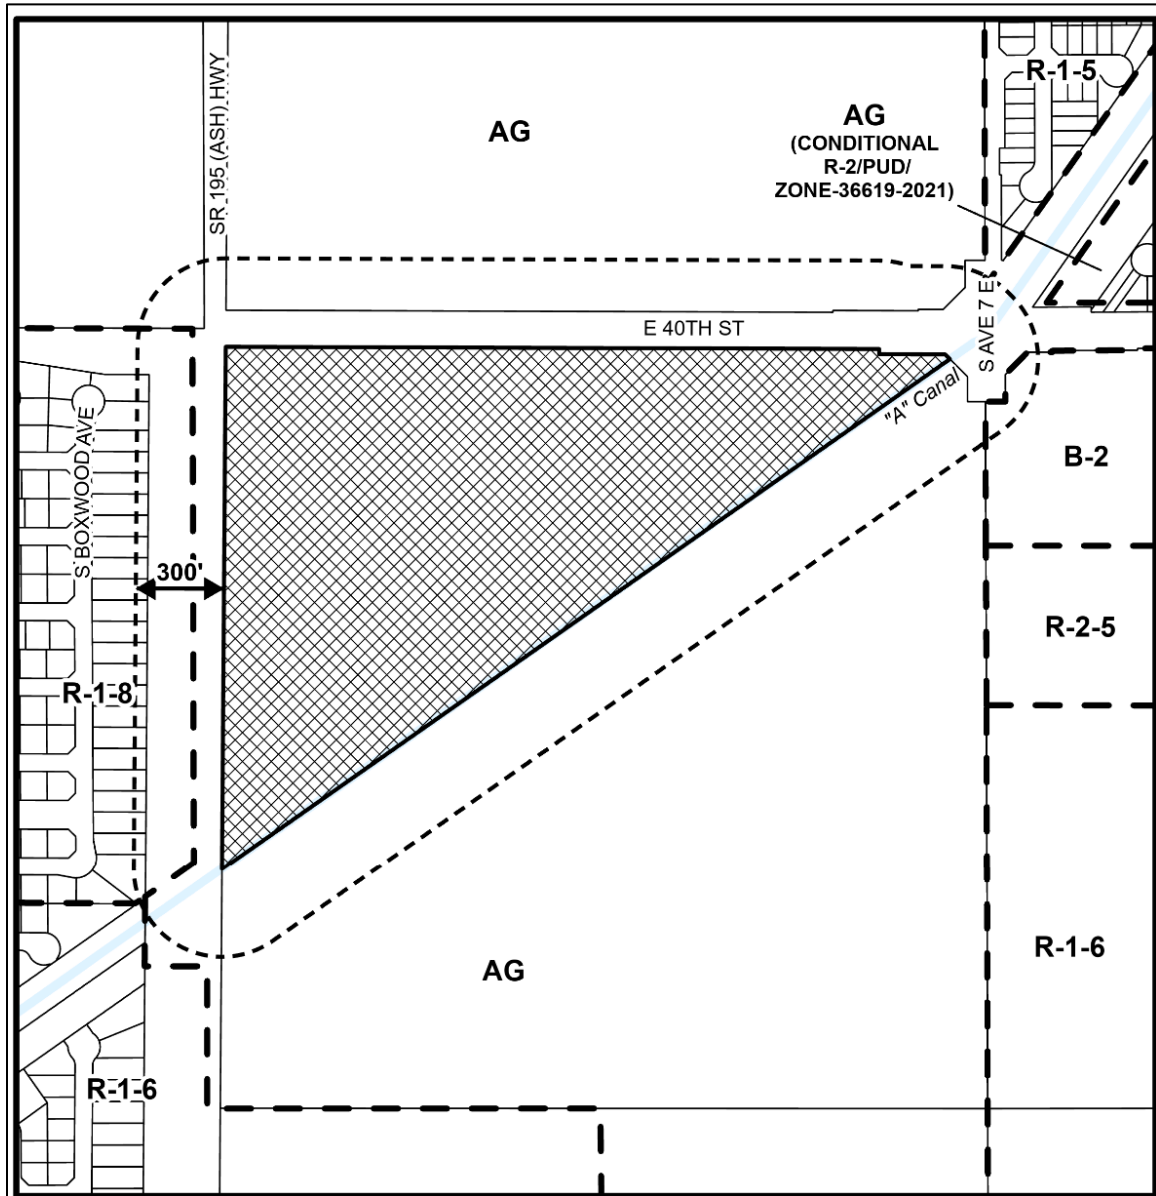 R-1-5
SR 195 (ASH) HWY
AG
AG
(CONDITIONAL
R-2/PUD/
ZONE-36619-2021)
E 40TH ST
S AVE 7 E
"A" Canal
S BOXWOOD AVE
B-2
300'
R-2-5
R-1-8
R-1-6
AG
R-1-6